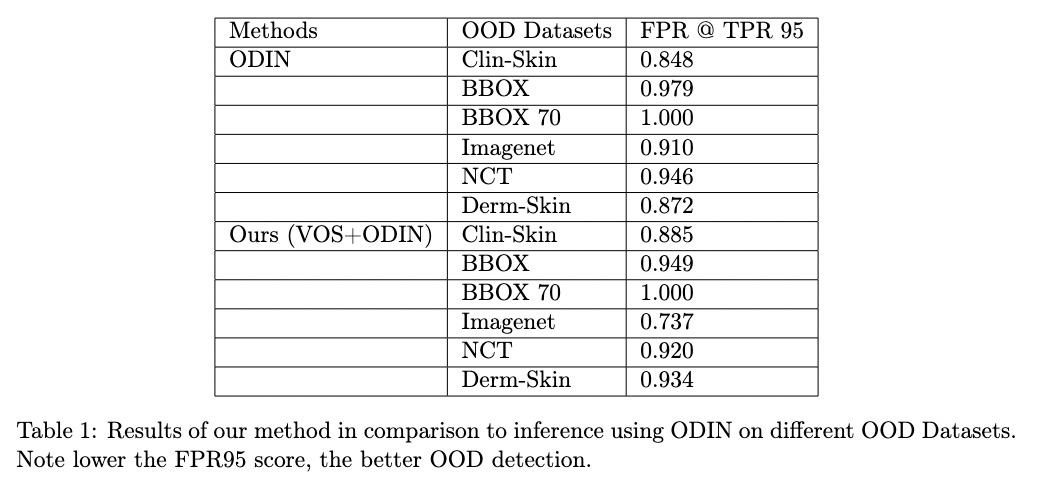 Methods OOD Datasets FPR @ TPR 95
ODIN Clin-Skin 0.848
BBOX 0.979
BBOX 70 1.000
Imagenet 0.910
NCT 0.946
Derm-Skin 0.872
Ours (VOS+ODIN) Clin-Skin 0.885
BBOX 0.949
BBOX 70 1.000
Imagenet 0.737
NCT 0.920
Derm-Skin 0.934
Table 1: Results of our method in comparison to inference using ODIN on different OOD Datasets.
Note lower the FPR95 score, the better OOD detection.